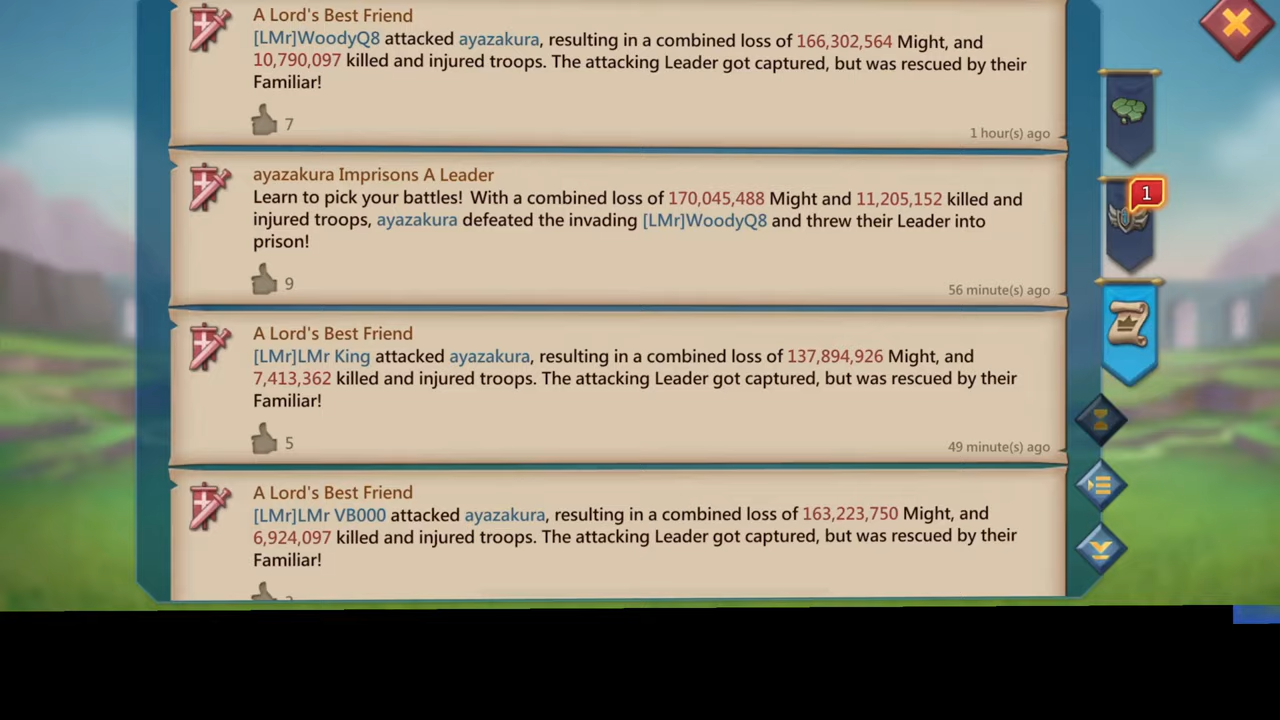 A Lord's Best Friend
[LMr]WoodyQ8 attacked ayazakura, resulting in a combined loss of 166,302,564 Might, and
10,790,097 killed and injured troops. The attacking Leader got captured, but was rescued by their
Familiar!
7
1 hour(s) ago
ayazakura Imprisons A Leader
Learn to pick your battles! With a combined loss of 170,045,488 Might and 11,205,152 killed and
injured troops, ayazakura defeated the invading [LMr]WoodyQ8 and threw their Leader into
prison!
9
56 minute(s) ago
1
A Lord's Best Friend
[LMr]LMr King attacked ayazakura, resulting in a combined loss of 137,894,926 Might, and
7,413,362 killed and injured troops. The attacking Leader got captured, but was rescued by their
Familiar!
5
49 minute(s) ago
A Lord's Best Friend
[LMr]LMr VB000 attacked ayazakura, resulting in a combined loss of 163,223,750 Might, and
6,924,097 killed and injured troops. The attacking Leader got captured, but was rescued by their
Familiar!